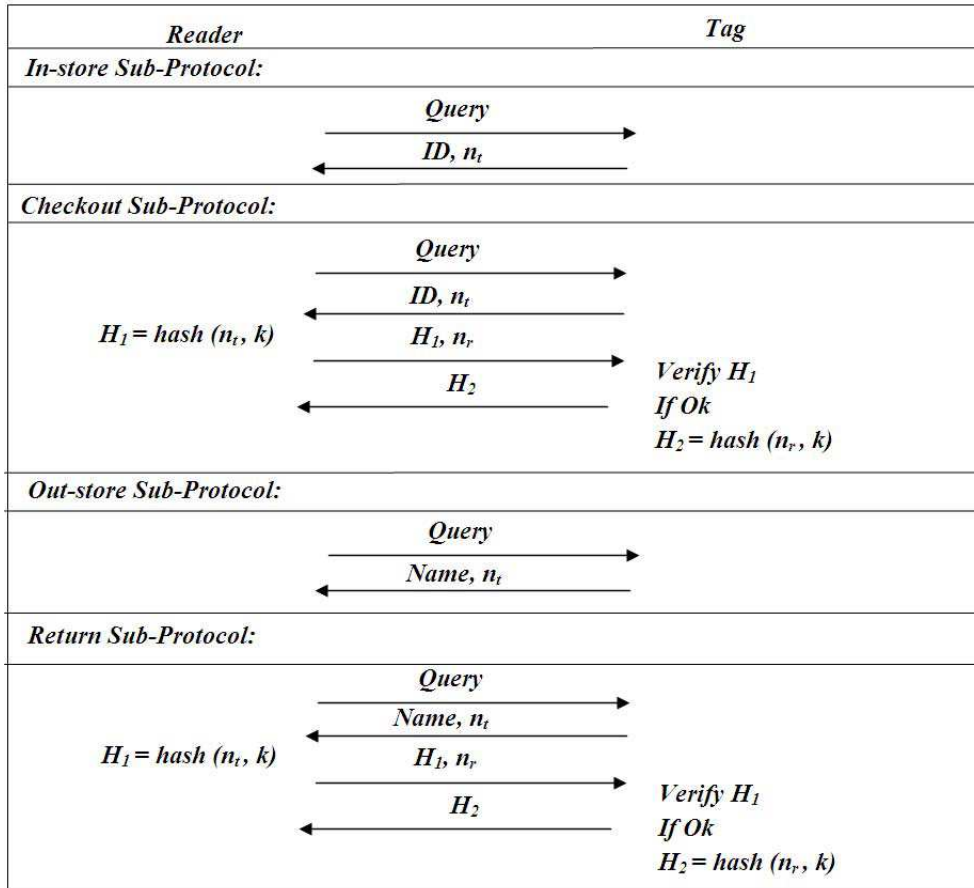 Reader Tag
In-store Sub-Protocol:
Query
ID, nₜ
Checkout Sub-Protocol:
Query
ID, nₜ
H₁ = hash (nₜ, k) H₁, nᵣ
Verify H₁
H₂
If Ok
H₂ = hash (nᵣ, k)
Out-store Sub-Protocol:
Query
Name, nₜ
Return Sub-Protocol:
Query
Name, nₜ
H₁ = hash (nₜ, k) H₁, nᵣ
Verify H₁
H₂
If Ok
H₂ = hash (nᵣ, k)